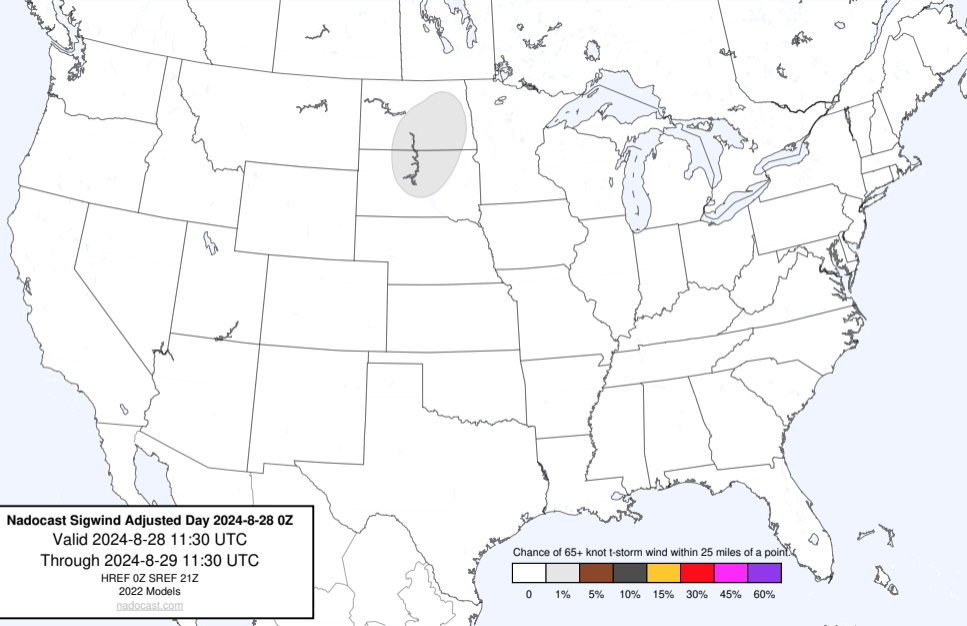 Nadocast Sigwind Adjusted Day 2024-8-28 0Z
Valid 2024-8-28 11:30 UTC
Through 2024-8-29 11:30 UTC
HREF 0Z SREF 21Z
2022 Models
nadocast.com
Chance of 65+ knot t-storm wind within 25 miles of a point.
0 1% 5% 10% 15% 30% 45% 60%